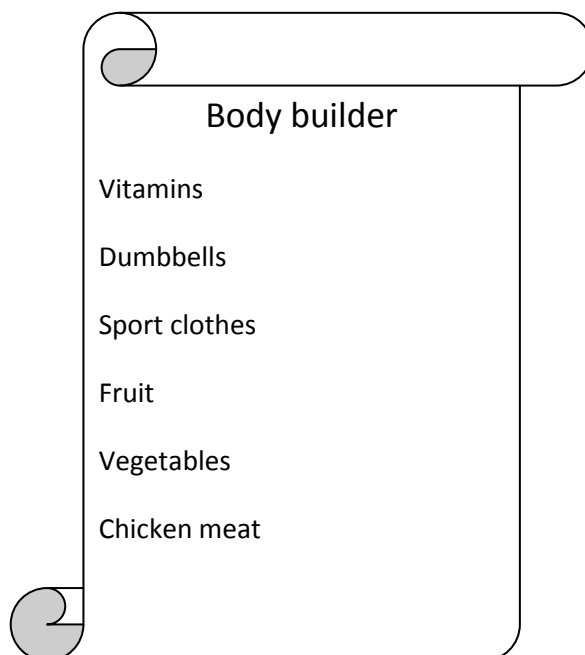 Body builder
Vitamins
Dumbbells
Sport clothes
Fruit
Vegetables
Chicken meat